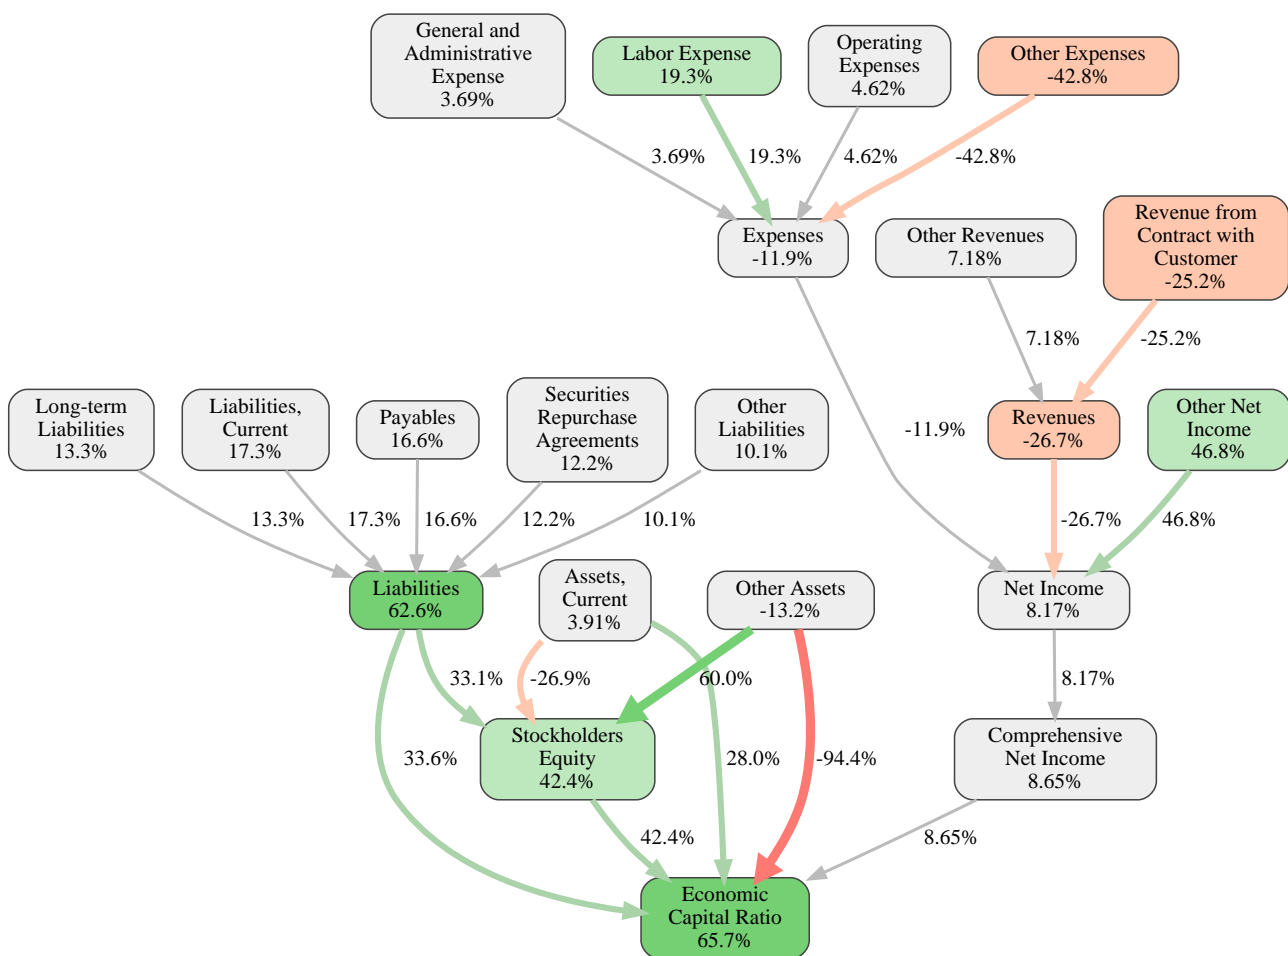 General and
Administrative
Expense
3.69%
Labor Expense
19.3%
Operating
Expenses
4.62%
Other Expenses
-42.8%
3.69%
19.3%
4.62%
-42.8%
Expenses
-11.9%
Other Revenues
7.18%
Revenue from
Contract with
Customer
-25.2%
7.18%
-25.2%
Long-term
Liabilities
13.3%
Liabilities,
Current
17.3%
Payables
16.6%
Securities
Repurchase
Agreements
12.2%
Other
Liabilities
10.1%
-11.9%
Revenues
-26.7%
Other Net
Income
46.8%
13.3%
17.3%
16.6%
12.2%
10.1%
-26.7%
46.8%
Liabilities
62.6%
Assets,
Current
3.91%
Other Assets
-13.2%
Net Income
8.17%
33.1%
-26.9%
60.0%
8.17%
33.6%
Stockholders
Equity
42.4%
28.0%
-94.4%
Comprehensive
Net Income
8.65%
42.4%
8.65%
Economic
Capital Ratio
65.7%